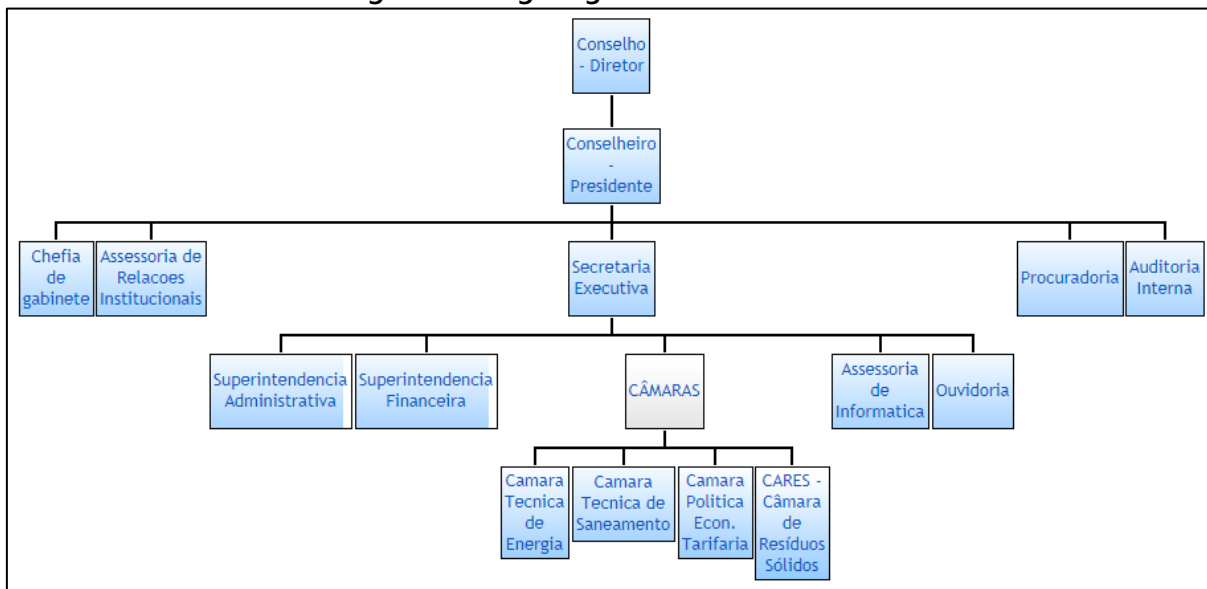 Conselho
- Diretor
Conselheiro
-
Presidente
Chefia
de
gabinete
Assessoria de
Relacoes
Institucionais
Secretaria
Executiva
Procuradoria
Auditoria
Interna
Superintendencia
Administrativa
Superintendencia
Financeira
CÂMARAS
Assessoria
de
Informatica
Ouvidoria
Camara
Tecnica
de
Energia
Camara
Tecnica de
Saneamento
Camara
Politica
Econ.
Tarifaria
CARES -
Câmara
de
Resíduos
Sólidos